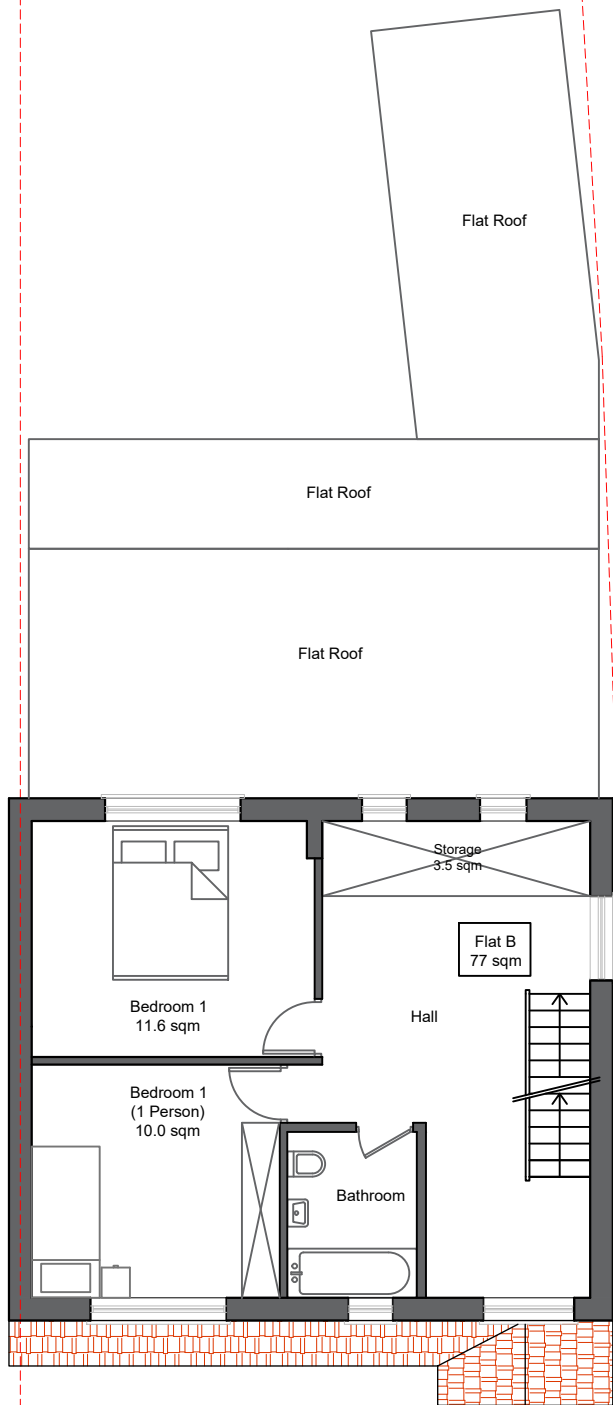 Flat Roof
Flat Roof
Flat Roof
Storage
3.5 sqm
Flat B
77 sqm
Bedroom 1
11.6 sqm
Hall
Bedroom 1
(1 Person)
10.0 sqm
Bathroom